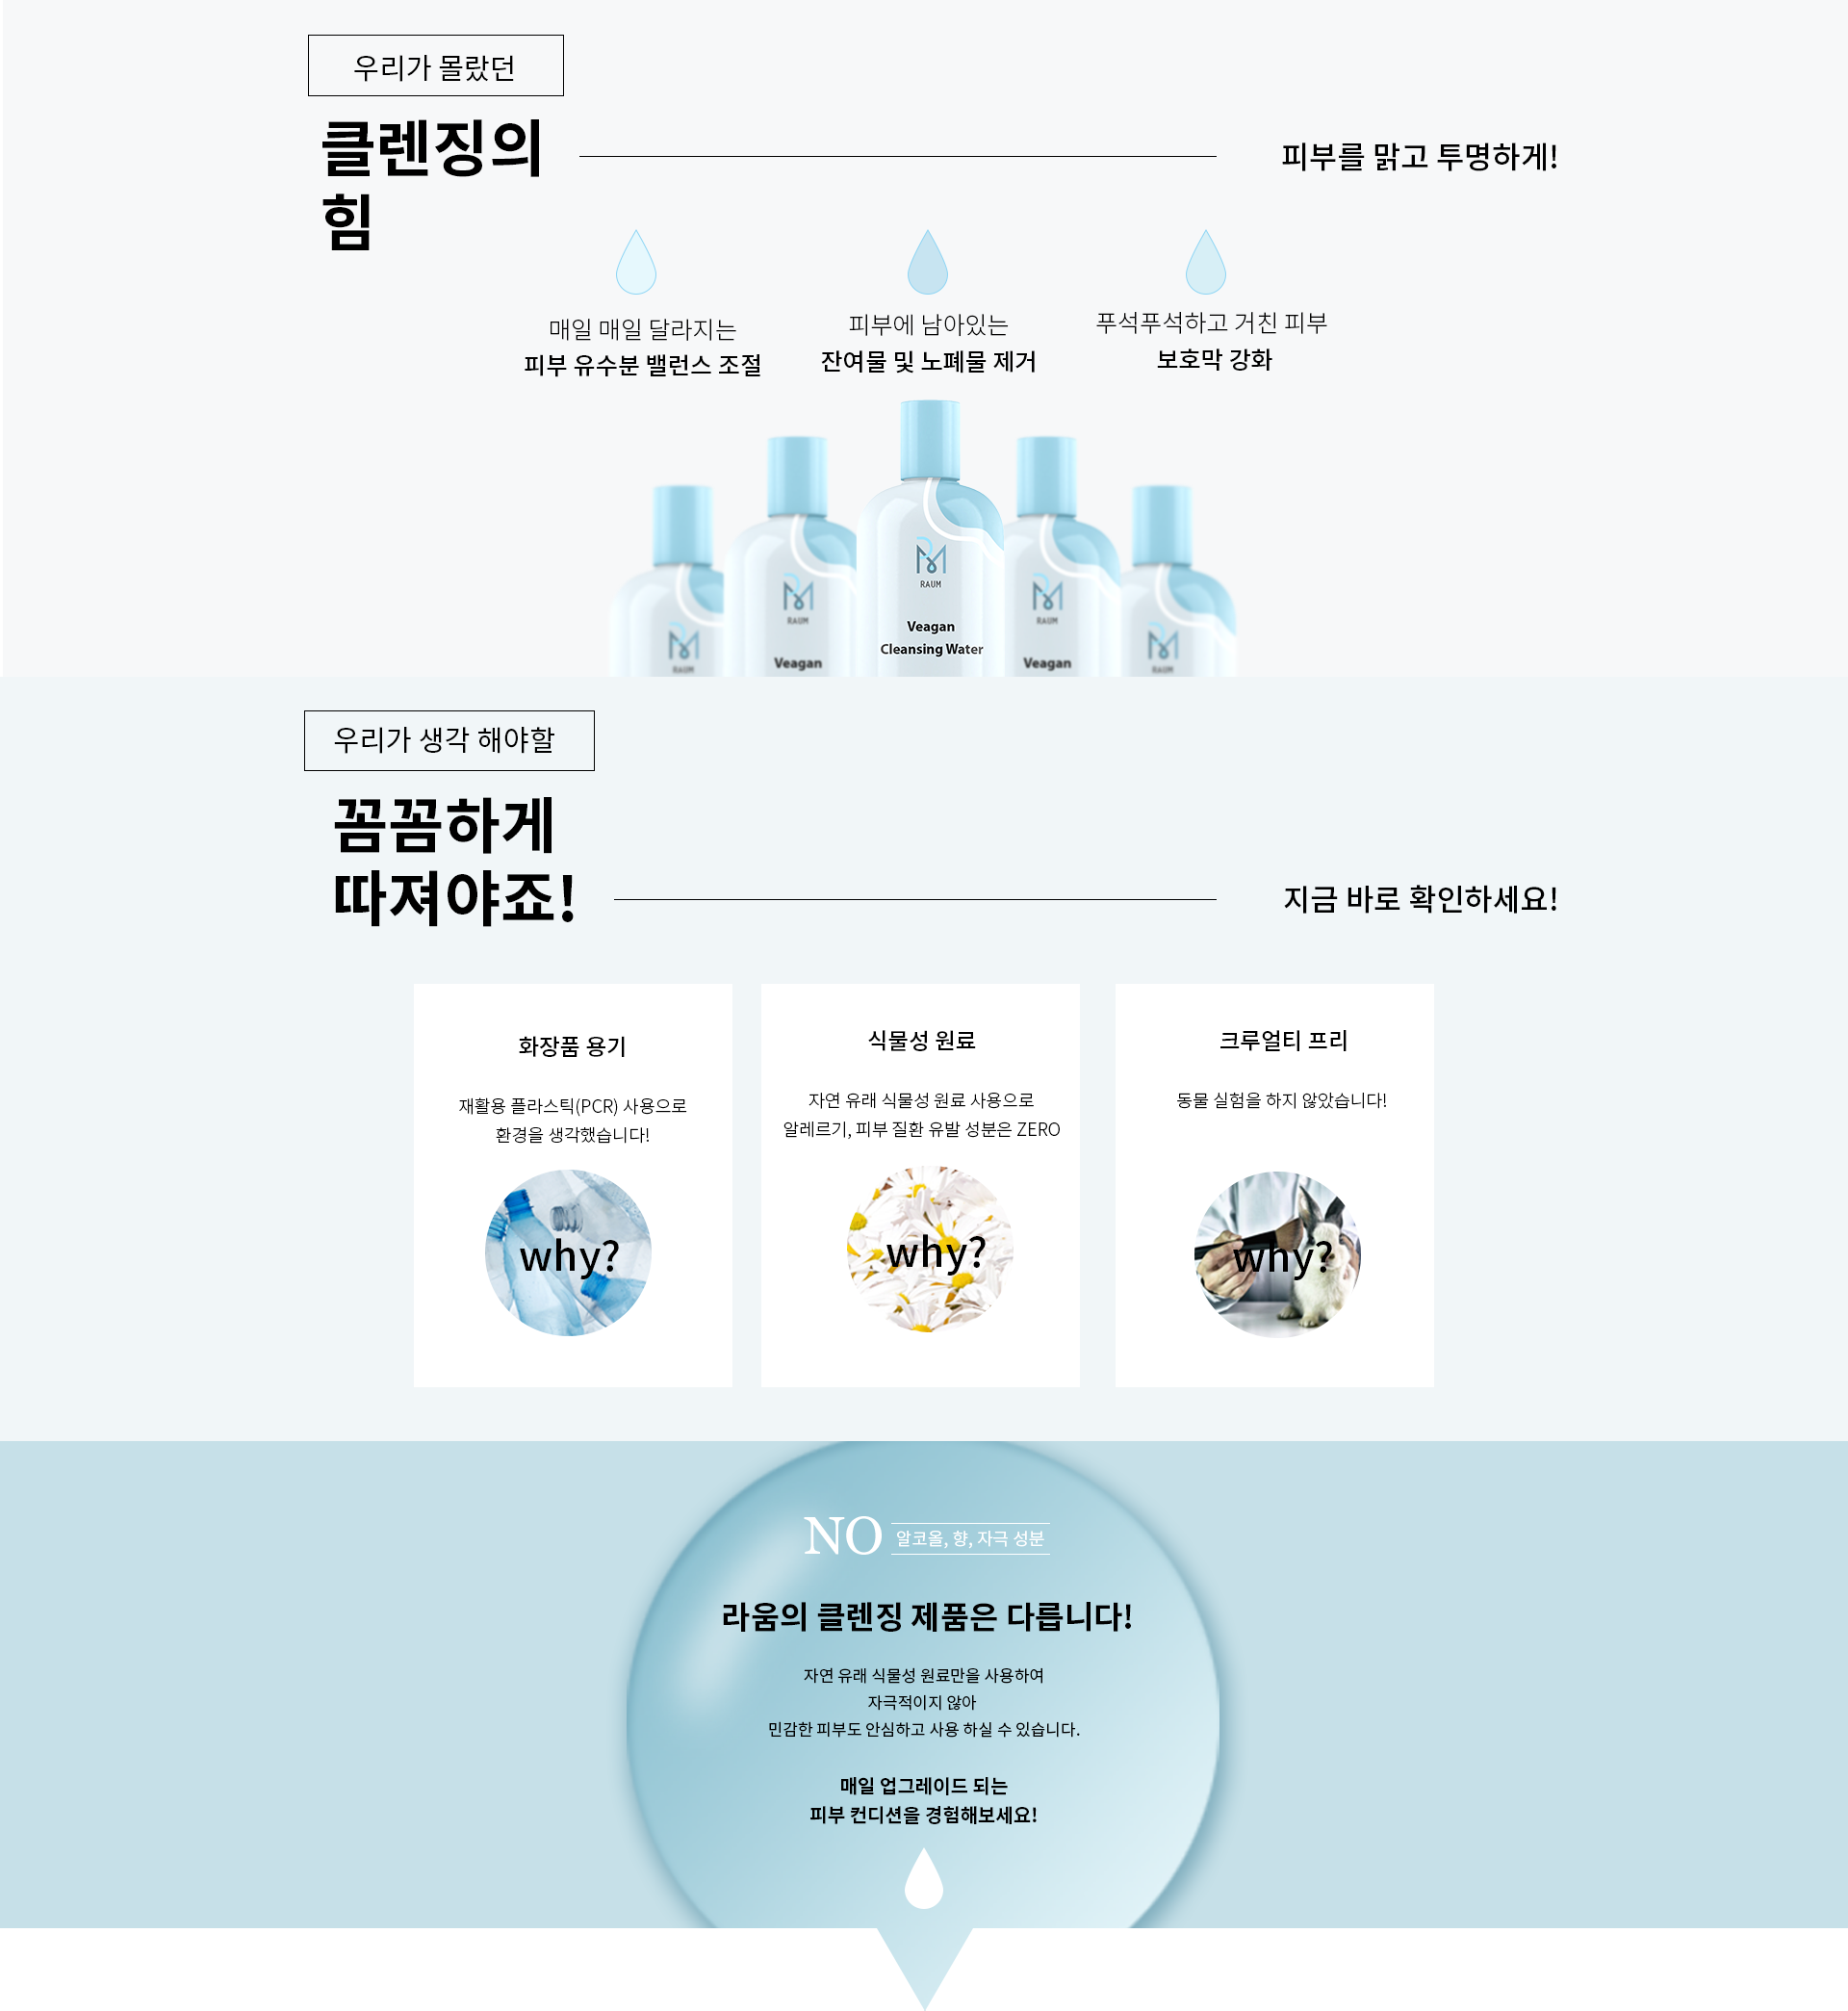 우리가 몰랐던
클렌징의
힘
피부를 맑고 투명하게!
매일 매일 달라지는
피부 유수분 밸런스 조절
피부에 남아있는
잔여물 및 노폐물 제거
푸석푸석하고 거친 피부
보호막 강화
RAUM
Veagan
Cleansing Water
RAUM
Veagan
RAUM
Veagan
RAUM
RAUM
우리가 생각 해야할
꼼꼼하게
따져야죠!
지금 바로 확인하세요!
화장품 용기
재활용 플라스틱(PCR) 사용으로
환경을 생각했습니다!
why?
식물성 원료
자연 유래 식물성 원료 사용으로
알레르기, 피부 질환 유발 성분은 ZERO
why?
크루얼티 프리
동물 실험을 하지 않았습니다!
why?
NO 알코올, 향, 자극 성분
라움의 클렌징 제품은 다릅니다!
자연 유래 식물성 원료만을 사용하여
자극적이지 않아
민감한 피부도 안심하고 사용 하실 수 있습니다.
매일 업그레이드 되는
피부 컨디션을 경험해보세요!